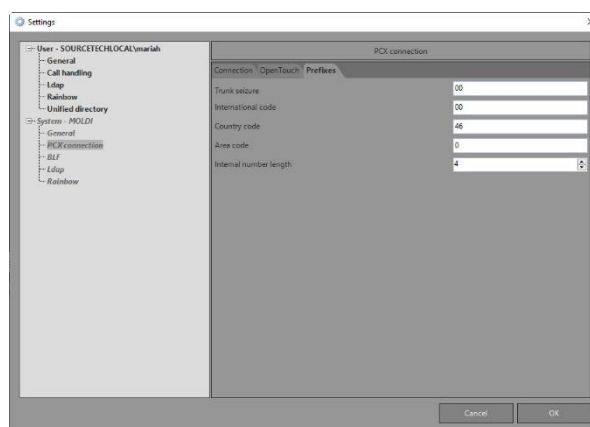 Settings
User - SOURCETECHLOCAL\mariah
General
Call handling
Ldap
Rainbow
Unified directory
System - MOLDI
General
PCX connection
BLF
Ldap
Rainbow
PCX connection
Connection OpenTouch Prefixes
Trunk seizure 00
International code 00
Country code 46
Area code 0
Internal number length 4
Cancel OK